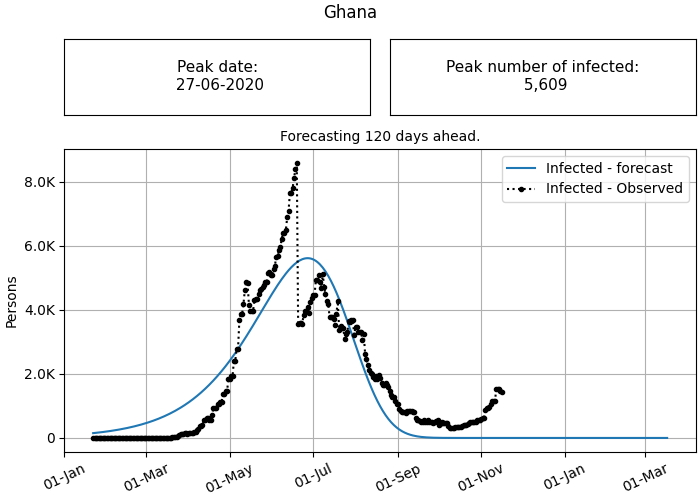 Ghana
Peak date:
27-06-2020
Peak number of infected:
5,609
Forecasting 120 days ahead.
Infected - forecast
Infected - Observed
Persons
8.0K
6.0K
4.0K
2.0K
0
01-Jan
01-Mar
01-May
01-Jul
01-Sep
01-Nov
01-Jan
01-Mar